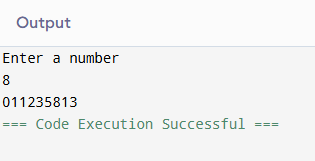 Output
Enter a number
8
011235813
=== Code Execution Successful ===